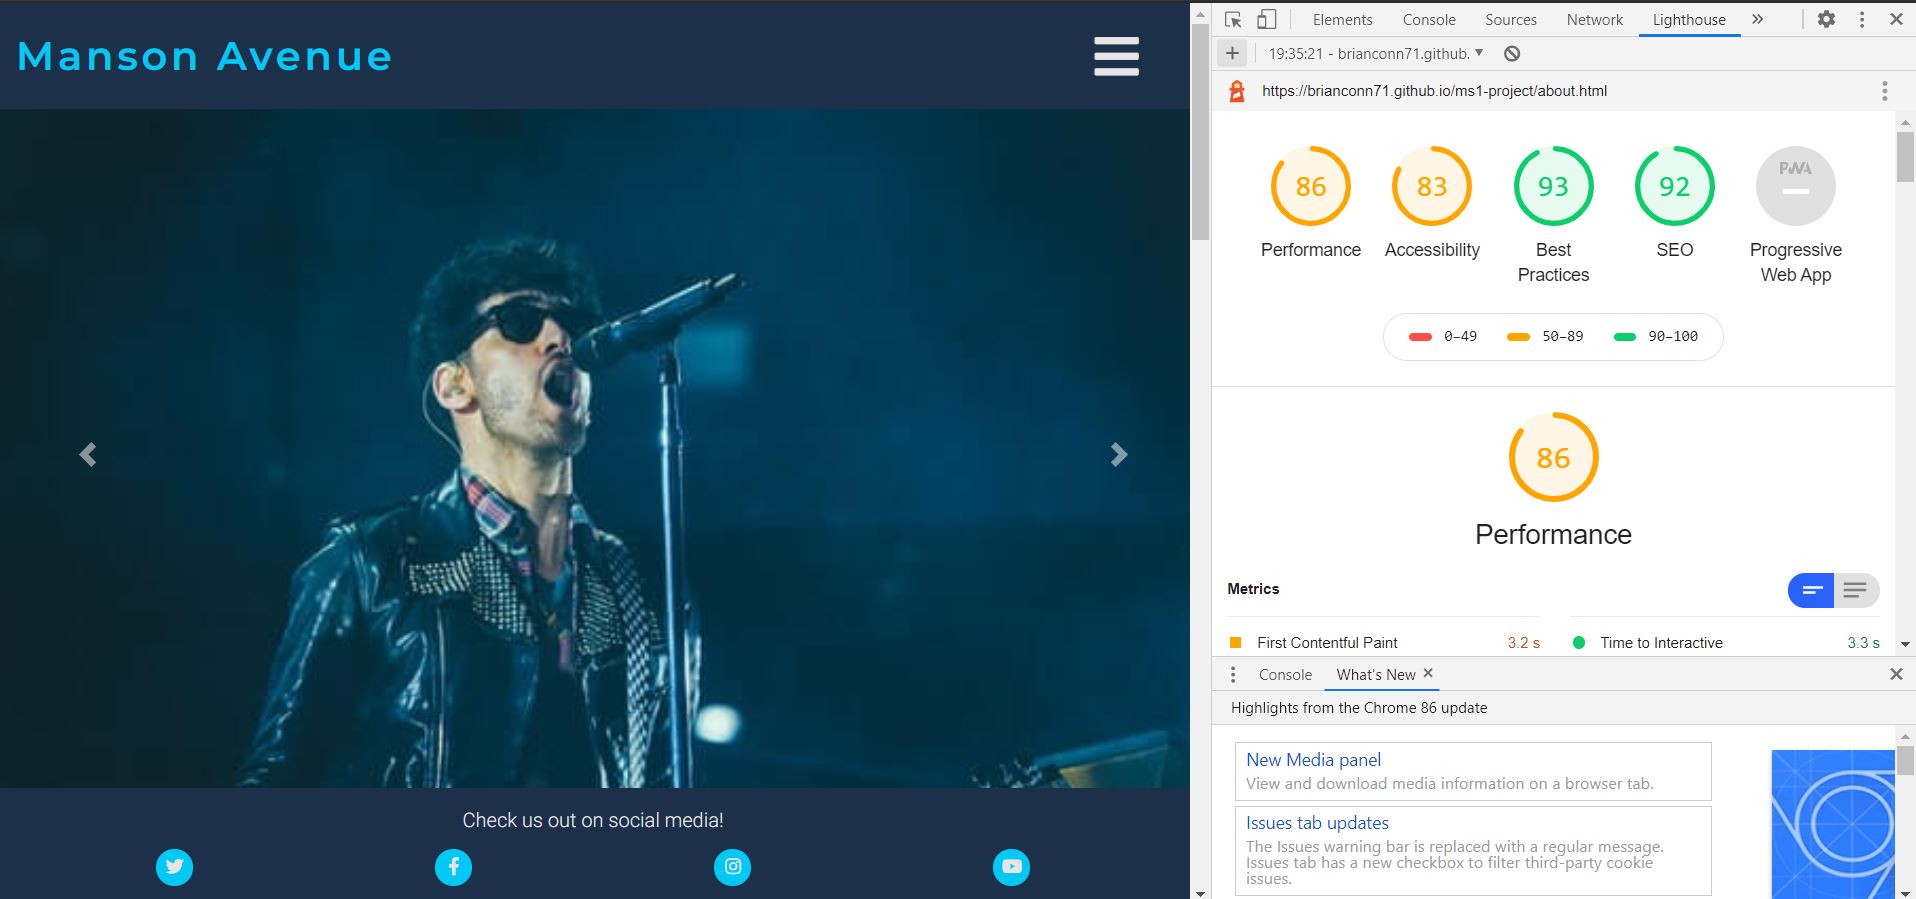 Manson Avenue
Check us out on social media!
Elements Console Sources Network Lighthouse »
19:35:21 - brianconn71.github.
https://brianconn71.github.io/ms1-project/about.html
86 83 93 92 PWA
Performance Accessibility Best Practices SEO Progressive Web App
0–49 50–89 90–100
86
Performance
Metrics
First Contentful Paint 3.2 s Time to Interactive 3.3 s
Console What's New
Highlights from the Chrome 86 update
New Media panel
View and download media information on a browser tab.
Issues tab updates
The Issues warning bar is replaced with a regular message.
Issues tab has a new checkbox to filter third-party cookie
issues.